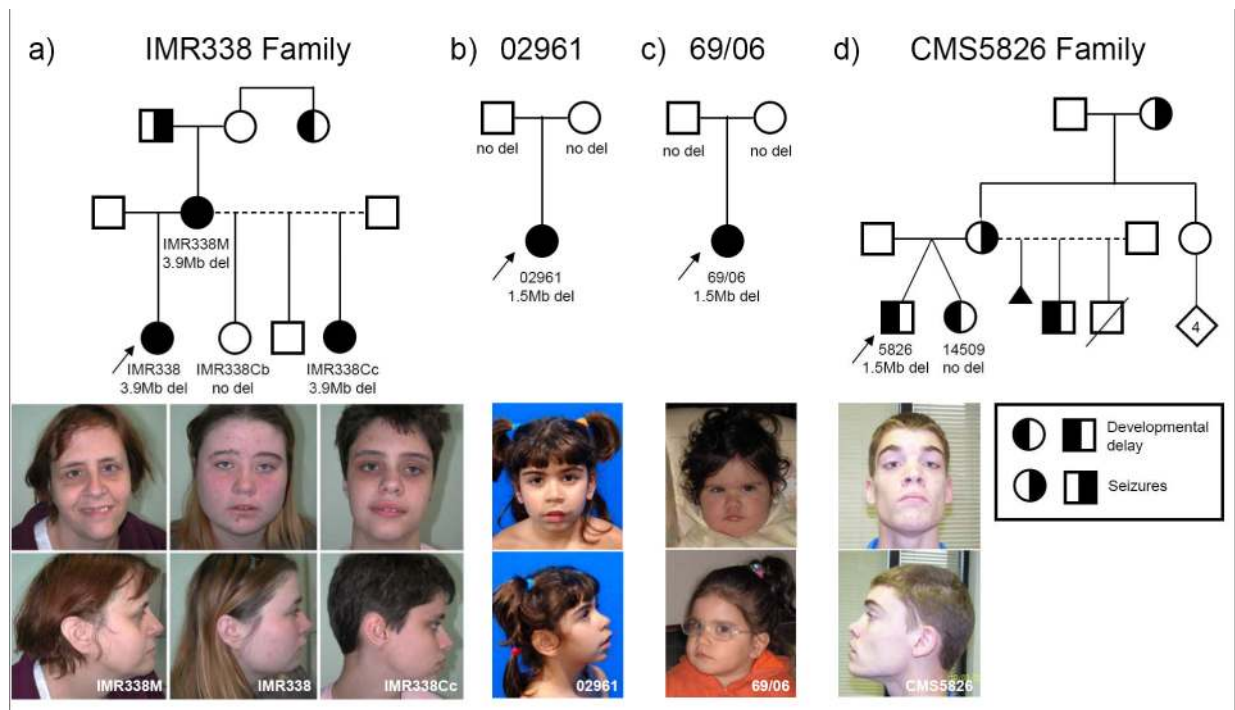 a) IMR338 Family
b) 02961
c) 69/06
d) CMS5826 Family
no del
no del
no del
no del
IMR338M
3.9Mb del
02961
1.5Mb del
69/06
1.5Mb del
5826
1.5Mb del
14509
no del
4
IMR338
3.9Mb del
IMR338Cb
no del
IMR338Cc
3.9Mb del
Developmental
delay
Seizures
IMR338M
IMR338
IMR338Cc
02961
69/06
CMS5826